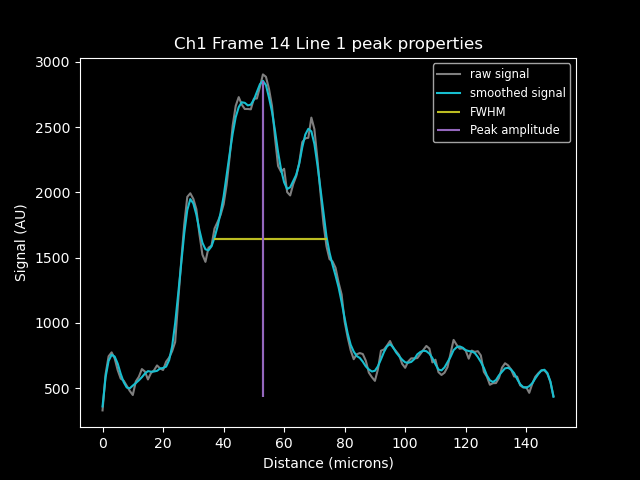 Ch1 Frame 14 Line 1 peak properties
3000
2500
2000
1500
1000
500
Signal (AU)
raw signal
smoothed signal
FWHM
Peak amplitude
0 20 40 60 80 100 120 140
Distance (microns)